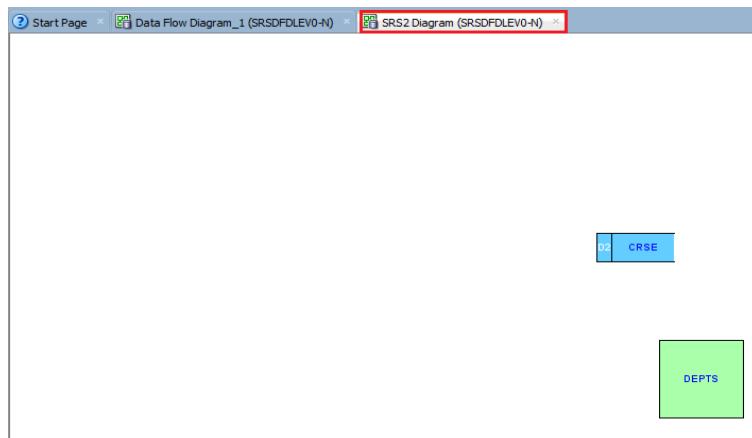 Start Page Data Flow Diagram_1 (SRSDFDLEV0-N) SRS2 Diagram (SRSDFDLEV0-N)
D2 CRSE
DEPTS